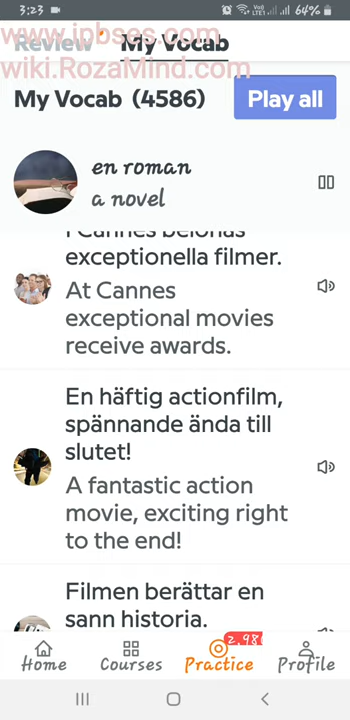 3:23
64%
www.ipbses.com
Review
My Vocab
wiki.RozaMind.com
My Vocab (4586)
Play all
en roman
a novel
I Cannes belönas
exceptionella filmer.
At Cannes
exceptional movies
receive awards.
En häftig actionfilm,
spännande ända till
slutet!
A fantastic action
movie, exciting right
to the end!
Filmen berättar en
sann historia.
Home
Courses
Practice
Profile